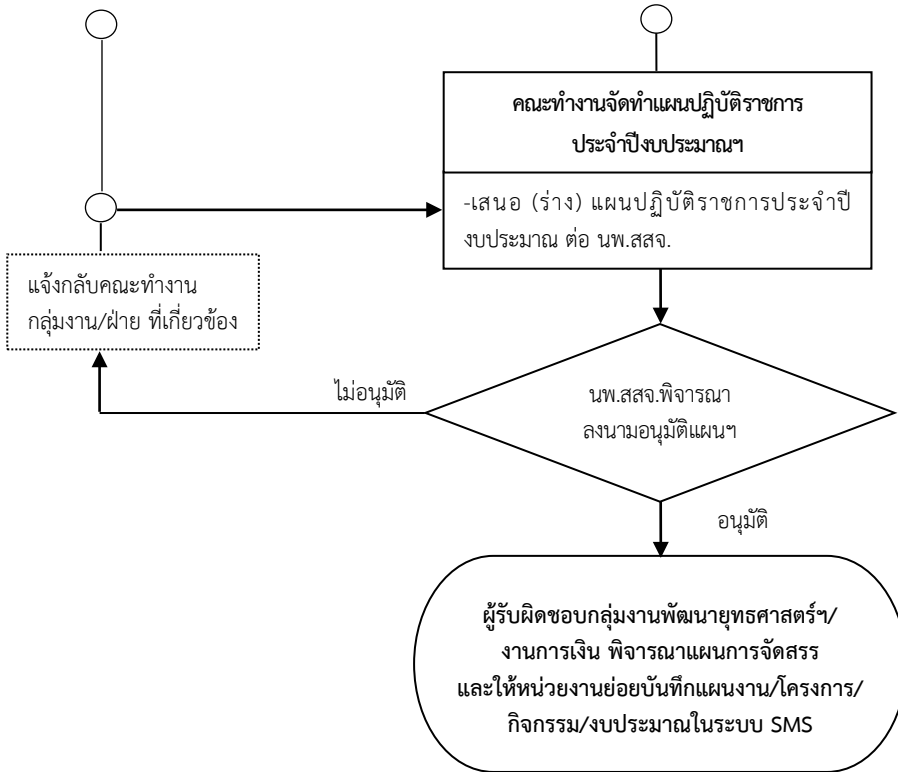 คณะทำงานจัดทำแผนปฏิบัติราชการ
ประจำปีงบประมาณฯ
-เสนอ (ร่าง) แผนปฏิบัติราชการประจำปี
งบประมาณ ต่อ นพ.สสจ.
แจ้งกลับคณะทำงาน
กลุ่มงาน/ฝ่าย ที่เกี่ยวข้อง
ไม่อนุมัติ
นพ.สสจ.พิจารณา
ลงนามอนุมัติแผนฯ
อนุมัติ
ผู้รับผิดชอบกลุ่มงานพัฒนายุทธศาสตร์ฯ/
งานการเงิน พิจารณาแผนการจัดสรร
และให้หน่วยงานย่อยบันทึกแผนงาน/โครงการ/
กิจกรรม/งบประมาณในระบบ SMS